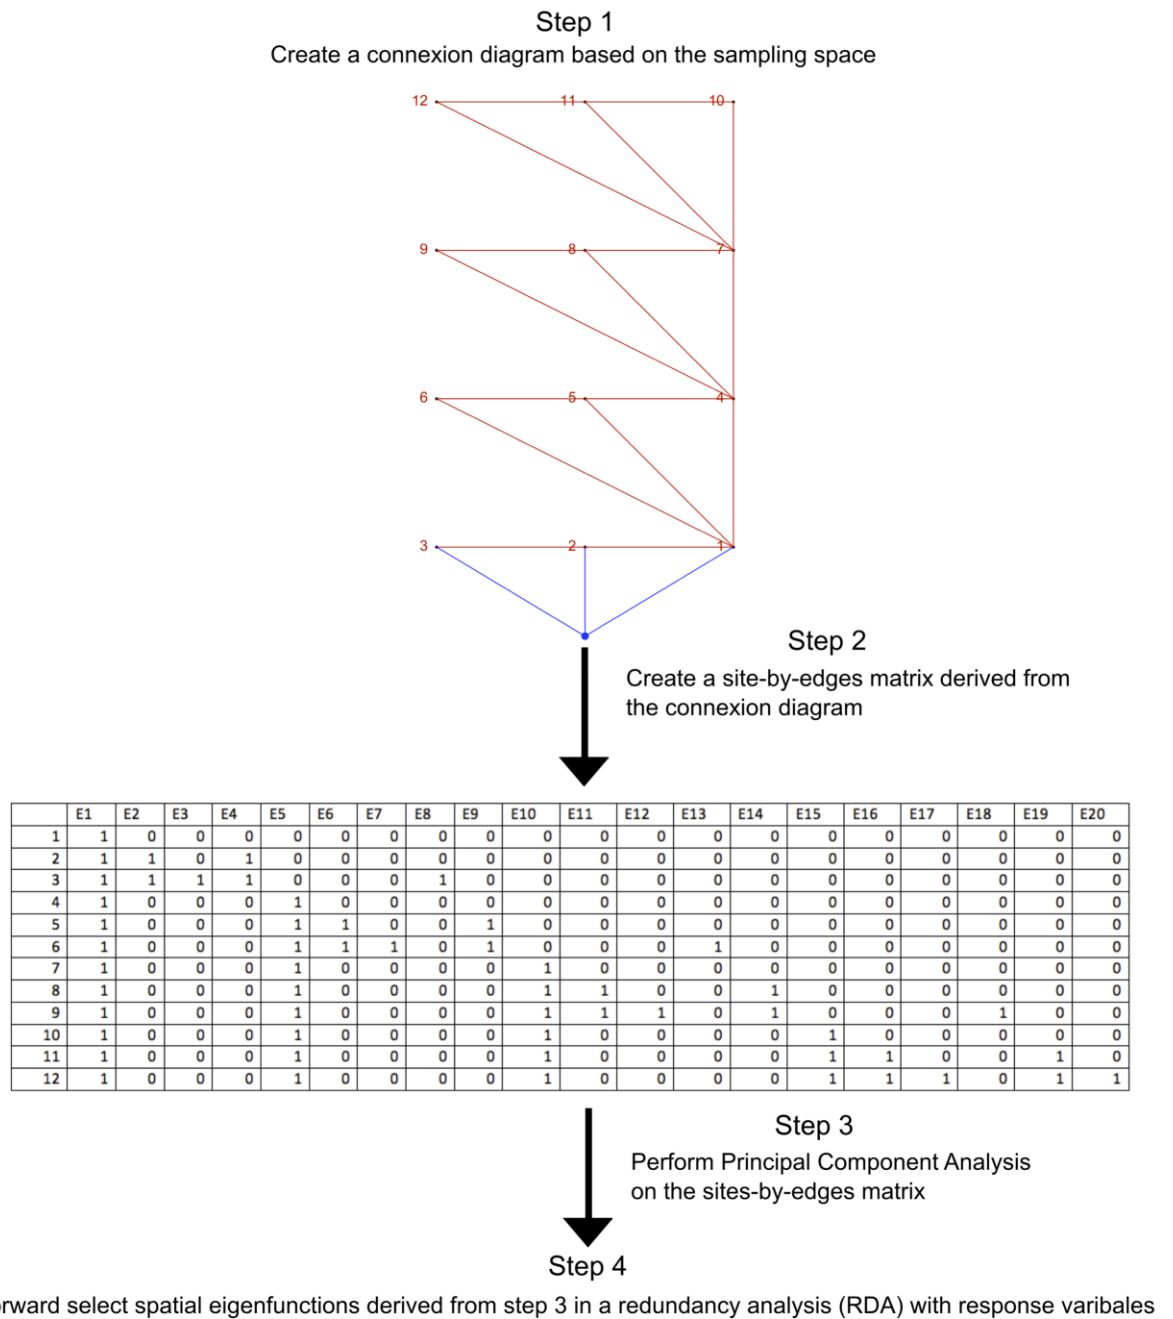 Step 1
Create a connexion diagram based on the sampling space
12 11 10
9 8 7
6 5 4
3 2 1
Step 2
Create a site-by-edges matrix derived from
the connexion diagram
E1 E2 E3 E4 E5 E6 E7 E8 E9 E10 E11 E12 E13 E14 E15 E16 E17 E18 E19 E20
1 1 0 0 0 0 0 0 0 0 0 0 0 0 0 0 0 0 0 0 0
2 1 1 0 1 0 0 0 0 0 0 0 0 0 0 0 0 0 0 0 0
3 1 1 1 1 0 0 0 1 0 0 0 0 0 0 0 0 0 0 0 0
4 1 0 0 0 1 0 0 0 0 0 0 0 0 0 0 0 0 0 0 0
5 1 0 0 0 1 1 0 0 1 0 0 0 0 0 0 0 0 0 0 0
6 1 0 0 0 1 1 1 0 1 0 0 0 1 0 0 0 0 0 0 0
7 1 0 0 0 1 0 0 0 0 1 0 0 0 0 0 0 0 0 0 0
8 1 0 0 0 1 0 0 0 0 1 1 0 0 1 0 0 0 0 0 0
9 1 0 0 0 1 0 0 0 0 1 1 1 0 1 0 0 0 1 0 0
10 1 0 0 0 1 0 0 0 0 1 0 0 0 0 1 0 0 0 0 0
11 1 0 0 0 1 0 0 0 0 1 0 0 0 0 1 1 0 0 1 0
12 1 0 0 0 1 0 0 0 0 1 0 0 0 0 1 1 1 0 1 1
Step 3
Perform Principal Component Analysis
on the sites-by-edges matrix
Step 4
select spatial eigenfunctions derived from step 3 in a redundancy analysis (RDA) with response varibales